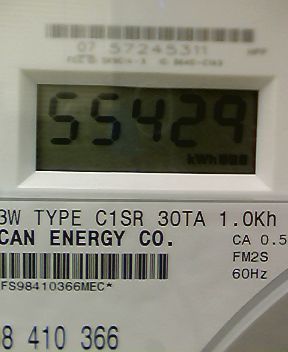 07 57245311
55429
kWh
3W TYPE C1SR 30TA 1.0Kh
CAN ENERGY CO.
CA 0.5
FM2S
60Hz
FS98410366MEC*
8 410 366